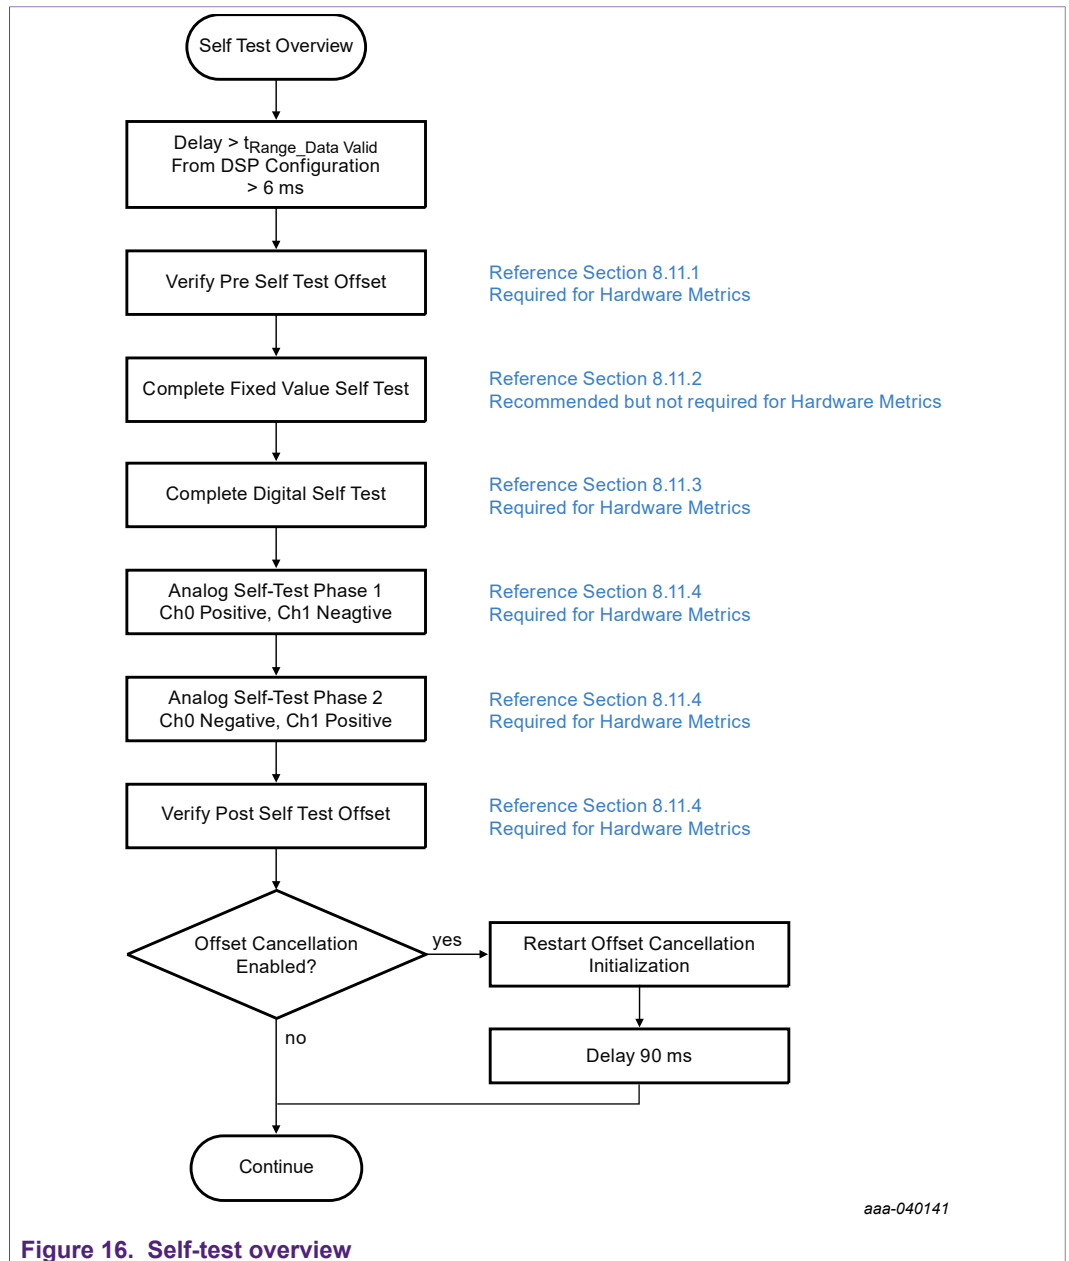 Self Test Overview
Delay > tRange_Data Valid
From DSP Configuration
> 6 ms
Verify Pre Self Test Offset
Reference Section 8.11.1
Required for Hardware Metrics
Complete Fixed Value Self Test
Reference Section 8.11.2
Recommended but not required for Hardware Metrics
Complete Digital Self Test
Reference Section 8.11.3
Required for Hardware Metrics
Analog Self-Test Phase 1
Ch0 Positive, Ch1 Neagtive
Reference Section 8.11.4
Required for Hardware Metrics
Analog Self-Test Phase 2
Ch0 Negative, Ch1 Positive
Reference Section 8.11.4
Required for Hardware Metrics
Verify Post Self Test Offset
Reference Section 8.11.4
Required for Hardware Metrics
Offset Cancellation
Enabled?
yes
Restart Offset Cancellation
Initialization
no
Delay 90 ms
Continue
aaa-040141
Figure 16. Self-test overview